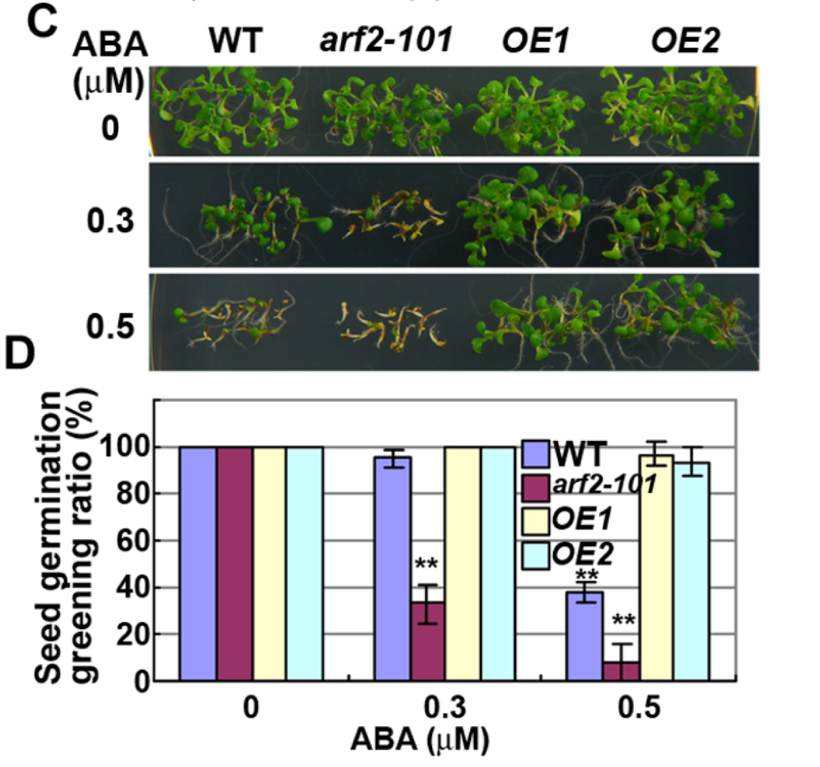 C
ABA (μM)
WT arf2-101 OE1 OE2
0
0.3
0.5
D
Seed germination
greening ratio (%)
100
80
60
40
20
0
WT
arf2-101
OE1
OE2
**
**
**
0 0.3 0.5
ABA (μM)